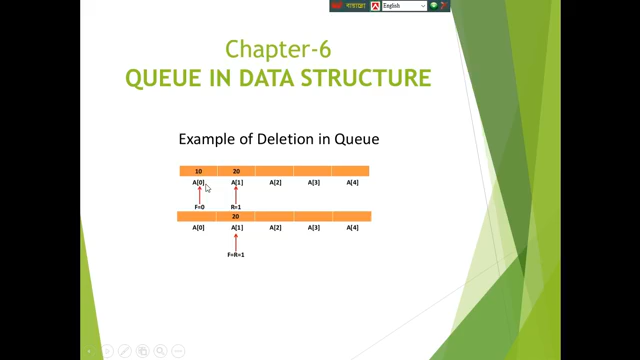 English
Chapter-6
QUEUE IN DATA STRUCTURE
Example of Deletion in Queue
10 20
A[0] A[1] A[2] A[3] A[4]
F=0 R=1
20
A[0] A[1] A[2] A[3] A[4]
F=R=1